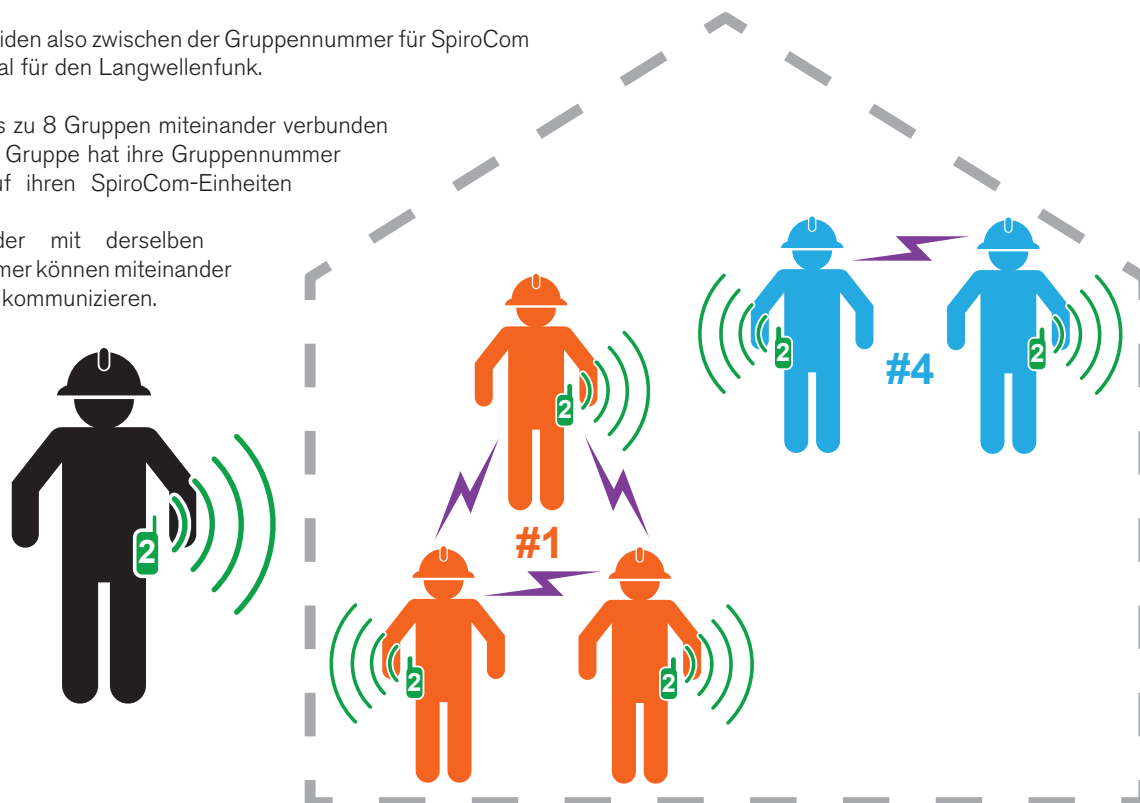 iden also zwischen der Gruppennummer für SpiroCom
al für den Langwellenfunk.
s zu 8 Gruppen miteinander verbunden
Gruppe hat ihre Gruppennummer
uf ihren SpiroCom-Einheiten
der mit derselben
mer können miteinander
kommunizieren.
#4
2
2
2
#1
2
2
2